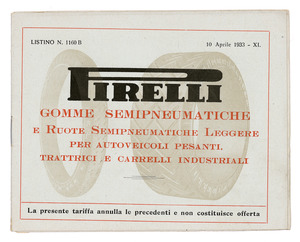 LISTINO N. 1160 B
10 Aprile 1933 - XI.
PIRELLI
GOMME SEMIPNEUMATICHE
E RUOTE SEMIPNEUMATICHE LEGGERE
PER AUTOVEICOLI PESANTI,
TRATTRICI E CARRELLI INDUSTRIALI
La presente tariffa annulla le precedenti e non costituisce offerta